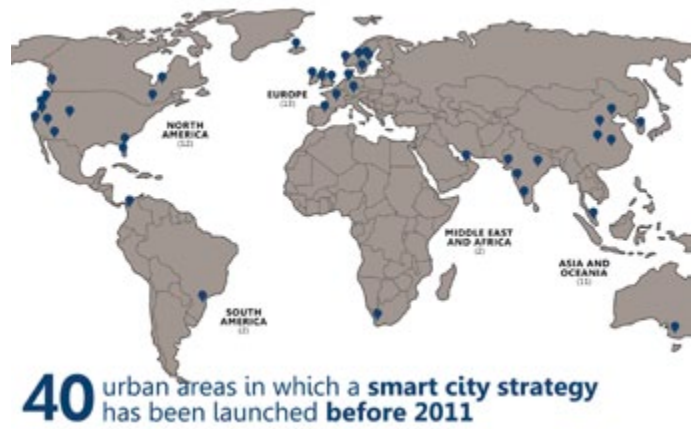 EUROPE
(13)
NORTH
AMERICA
(12)
MIDDLE EAST
AND AFRICA
(2)
ASIA AND
OCEANIA
(11)
SOUTH
AMERICA
(2)
40 urban areas in which a smart city strategy
has been launched before 2011